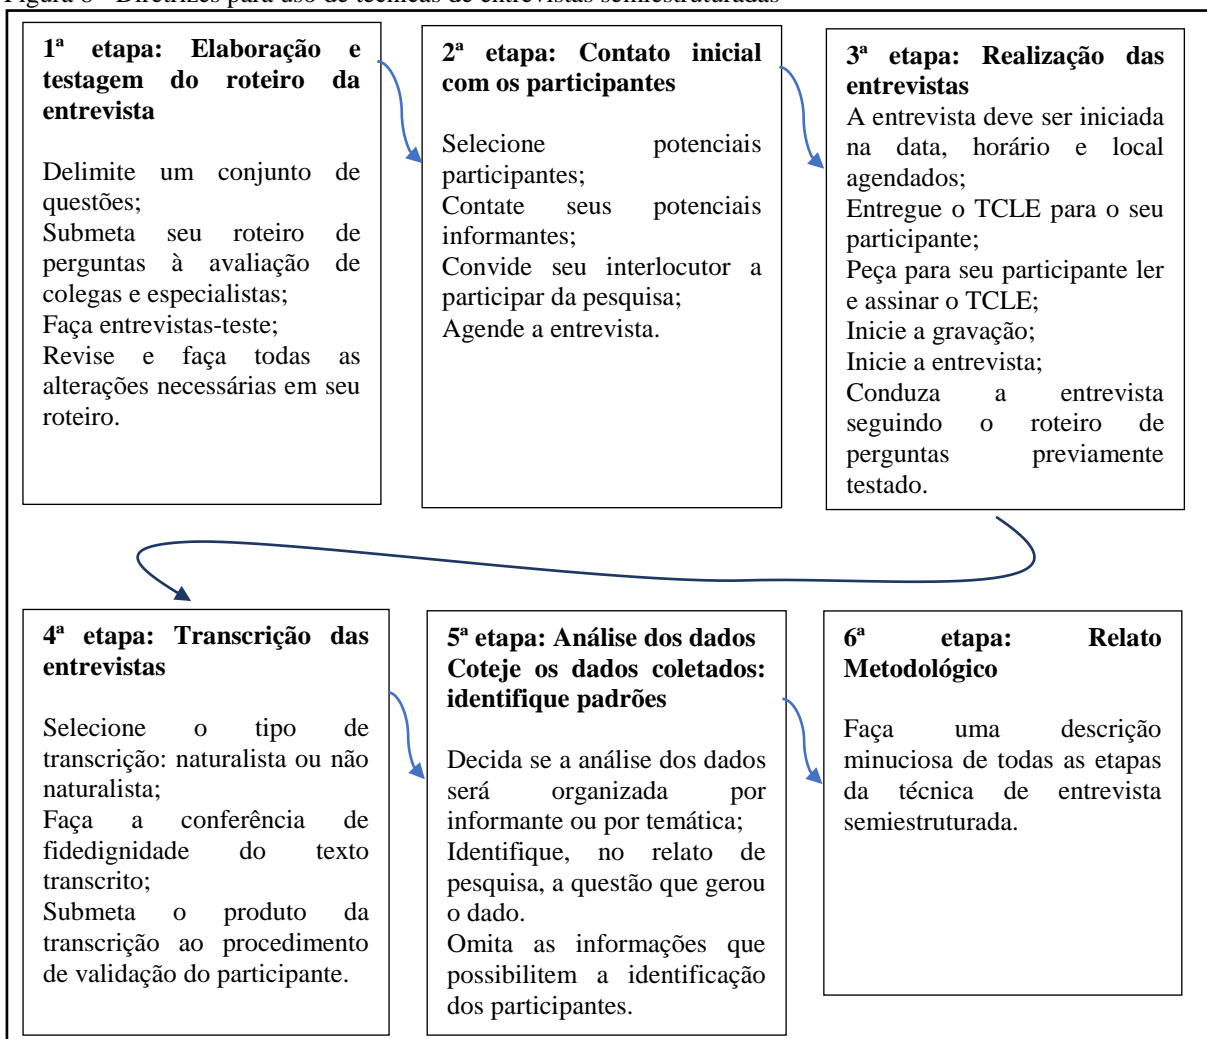 Figura 6 - Diretrizes para uso de técnicas de entrevistas semiestruturadas
1ª etapa: Elaboração e
testagem do roteiro da
entrevista
Delimite um conjunto de
questões;
Submeta seu roteiro de
perguntas à avaliação de
colegas e especialistas;
Faça entrevistas-teste;
Revise e faça todas as
alterações necessárias em seu
roteiro.
2ª etapa: Contato inicial
com os participantes
Selecione potenciais
participantes;
Contate seus potenciais
informantes;
Convide seu interlocutor a
participar da pesquisa;
Agende a entrevista.
3ª etapa: Realização das
entrevistas
A entrevista deve ser iniciada
na data, horário e local
agendados;
Entregue o TCLE para o seu
participante;
Peça para seu participante ler
e assinar o TCLE;
Inicie a gravação;
Inicie a entrevista;
Conduza a entrevista
seguindo o roteiro de
perguntas previamente
testado.
4ª etapa: Transcrição das
entrevistas
Selecione o tipo de
transcrição: naturalista ou não
naturalista;
Faça a conferência de
fidedignidade do texto
transcrito;
Submeta o produto da
transcrição ao procedimento
de validação do participante.
5ª etapa: Análise dos dados
Coteje os dados coletados:
identifique padrões
Decida se a análise dos dados
será organizada por
informante ou por temática;
Identifique, no relato de
pesquisa, a questão que gerou
o dado.
Omita as informações que
possibilitem a identificação
dos participantes.
6ª etapa: Relato
Metodológico
Faça uma descrição
minuciosa de todas as etapas
da técnica de entrevista
semiestruturada.